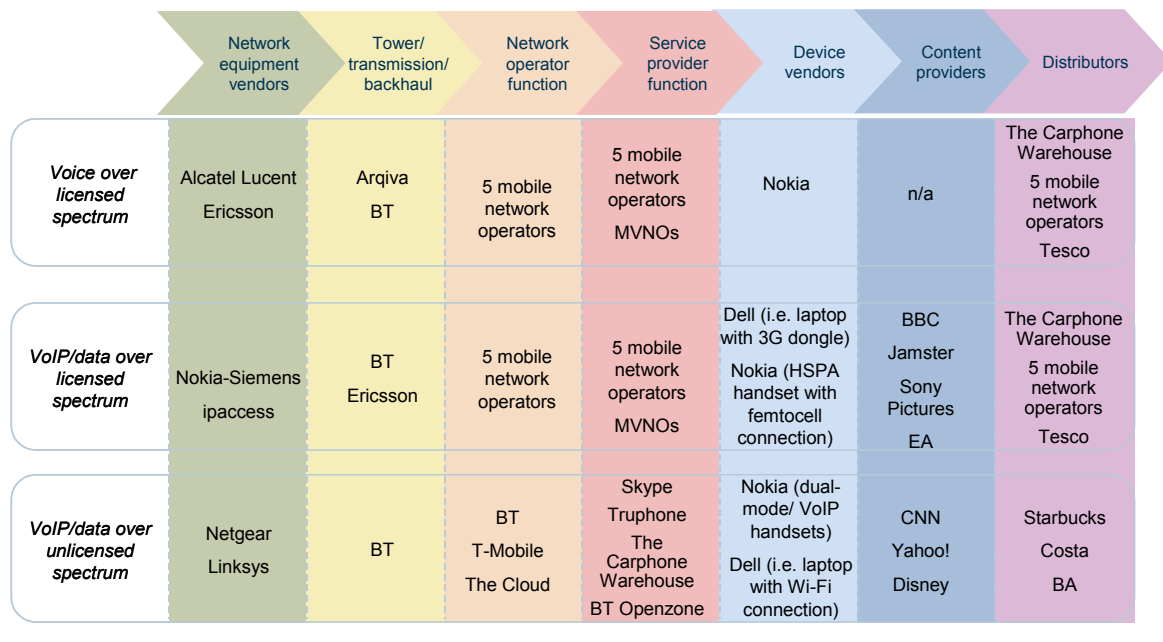 Network
equipment
vendors
Tower/
transmission/
backhaul
Network
operator
function
Service
provider
function
Device
vendors
Content
providers
Distributors
Voice over
licensed
spectrum
Alcatel Lucent
Ericsson
Arqiva
BT
5 mobile
network
operators
5 mobile
network
operators
MVNOs
Nokia
n/a
The Carphone
Warehouse
5 mobile
network
operators
Tesco
VoIP/data over
licensed
spectrum
Nokia-Siemens
ipaccess
BT
Ericsson
5 mobile
network
operators
5 mobile
network
operators
MVNOs
Dell (i.e. laptop
with 3G dongle)
Nokia (HSPA
handset with
femtocell
connection)
BBC
Jamster
Sony
Pictures
EA
The Carphone
Warehouse
5 mobile
network
operators
Tesco
VoIP/data over
unlicensed
spectrum
Netgear
Linksys
BT
BT
T-Mobile
The Cloud
Skype
Truphone
The
Carphone
Warehouse
BT Openzone
Nokia (dual-
mode/ VoIP
handsets)
Dell (i.e. laptop
with Wi-Fi
connection)
CNN
Yahoo!
Disney
Starbucks
Costa
BA